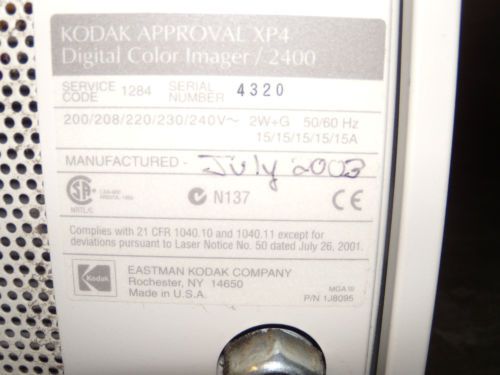 KODAK APPROVAL XP4
Digital Color Imager / 2400
SERVICE CODE 1284 SERIAL NUMBER 4320
200/208/220/230/240V~ 2W+G 50/60 Hz
15/15/15/15/15A
MANUFACTURED - July 2003
NRTL/C
N137
CE
Complies with 21 CFR 1040.10 and 1040.11 except for
deviations pursuant to Laser Notice No. 50 dated July 26, 2001.
Kodak
EASTMAN KODAK COMPANY
Rochester, NY 14650
Made in U.S.A.
MGA ®
P/N 1J8095